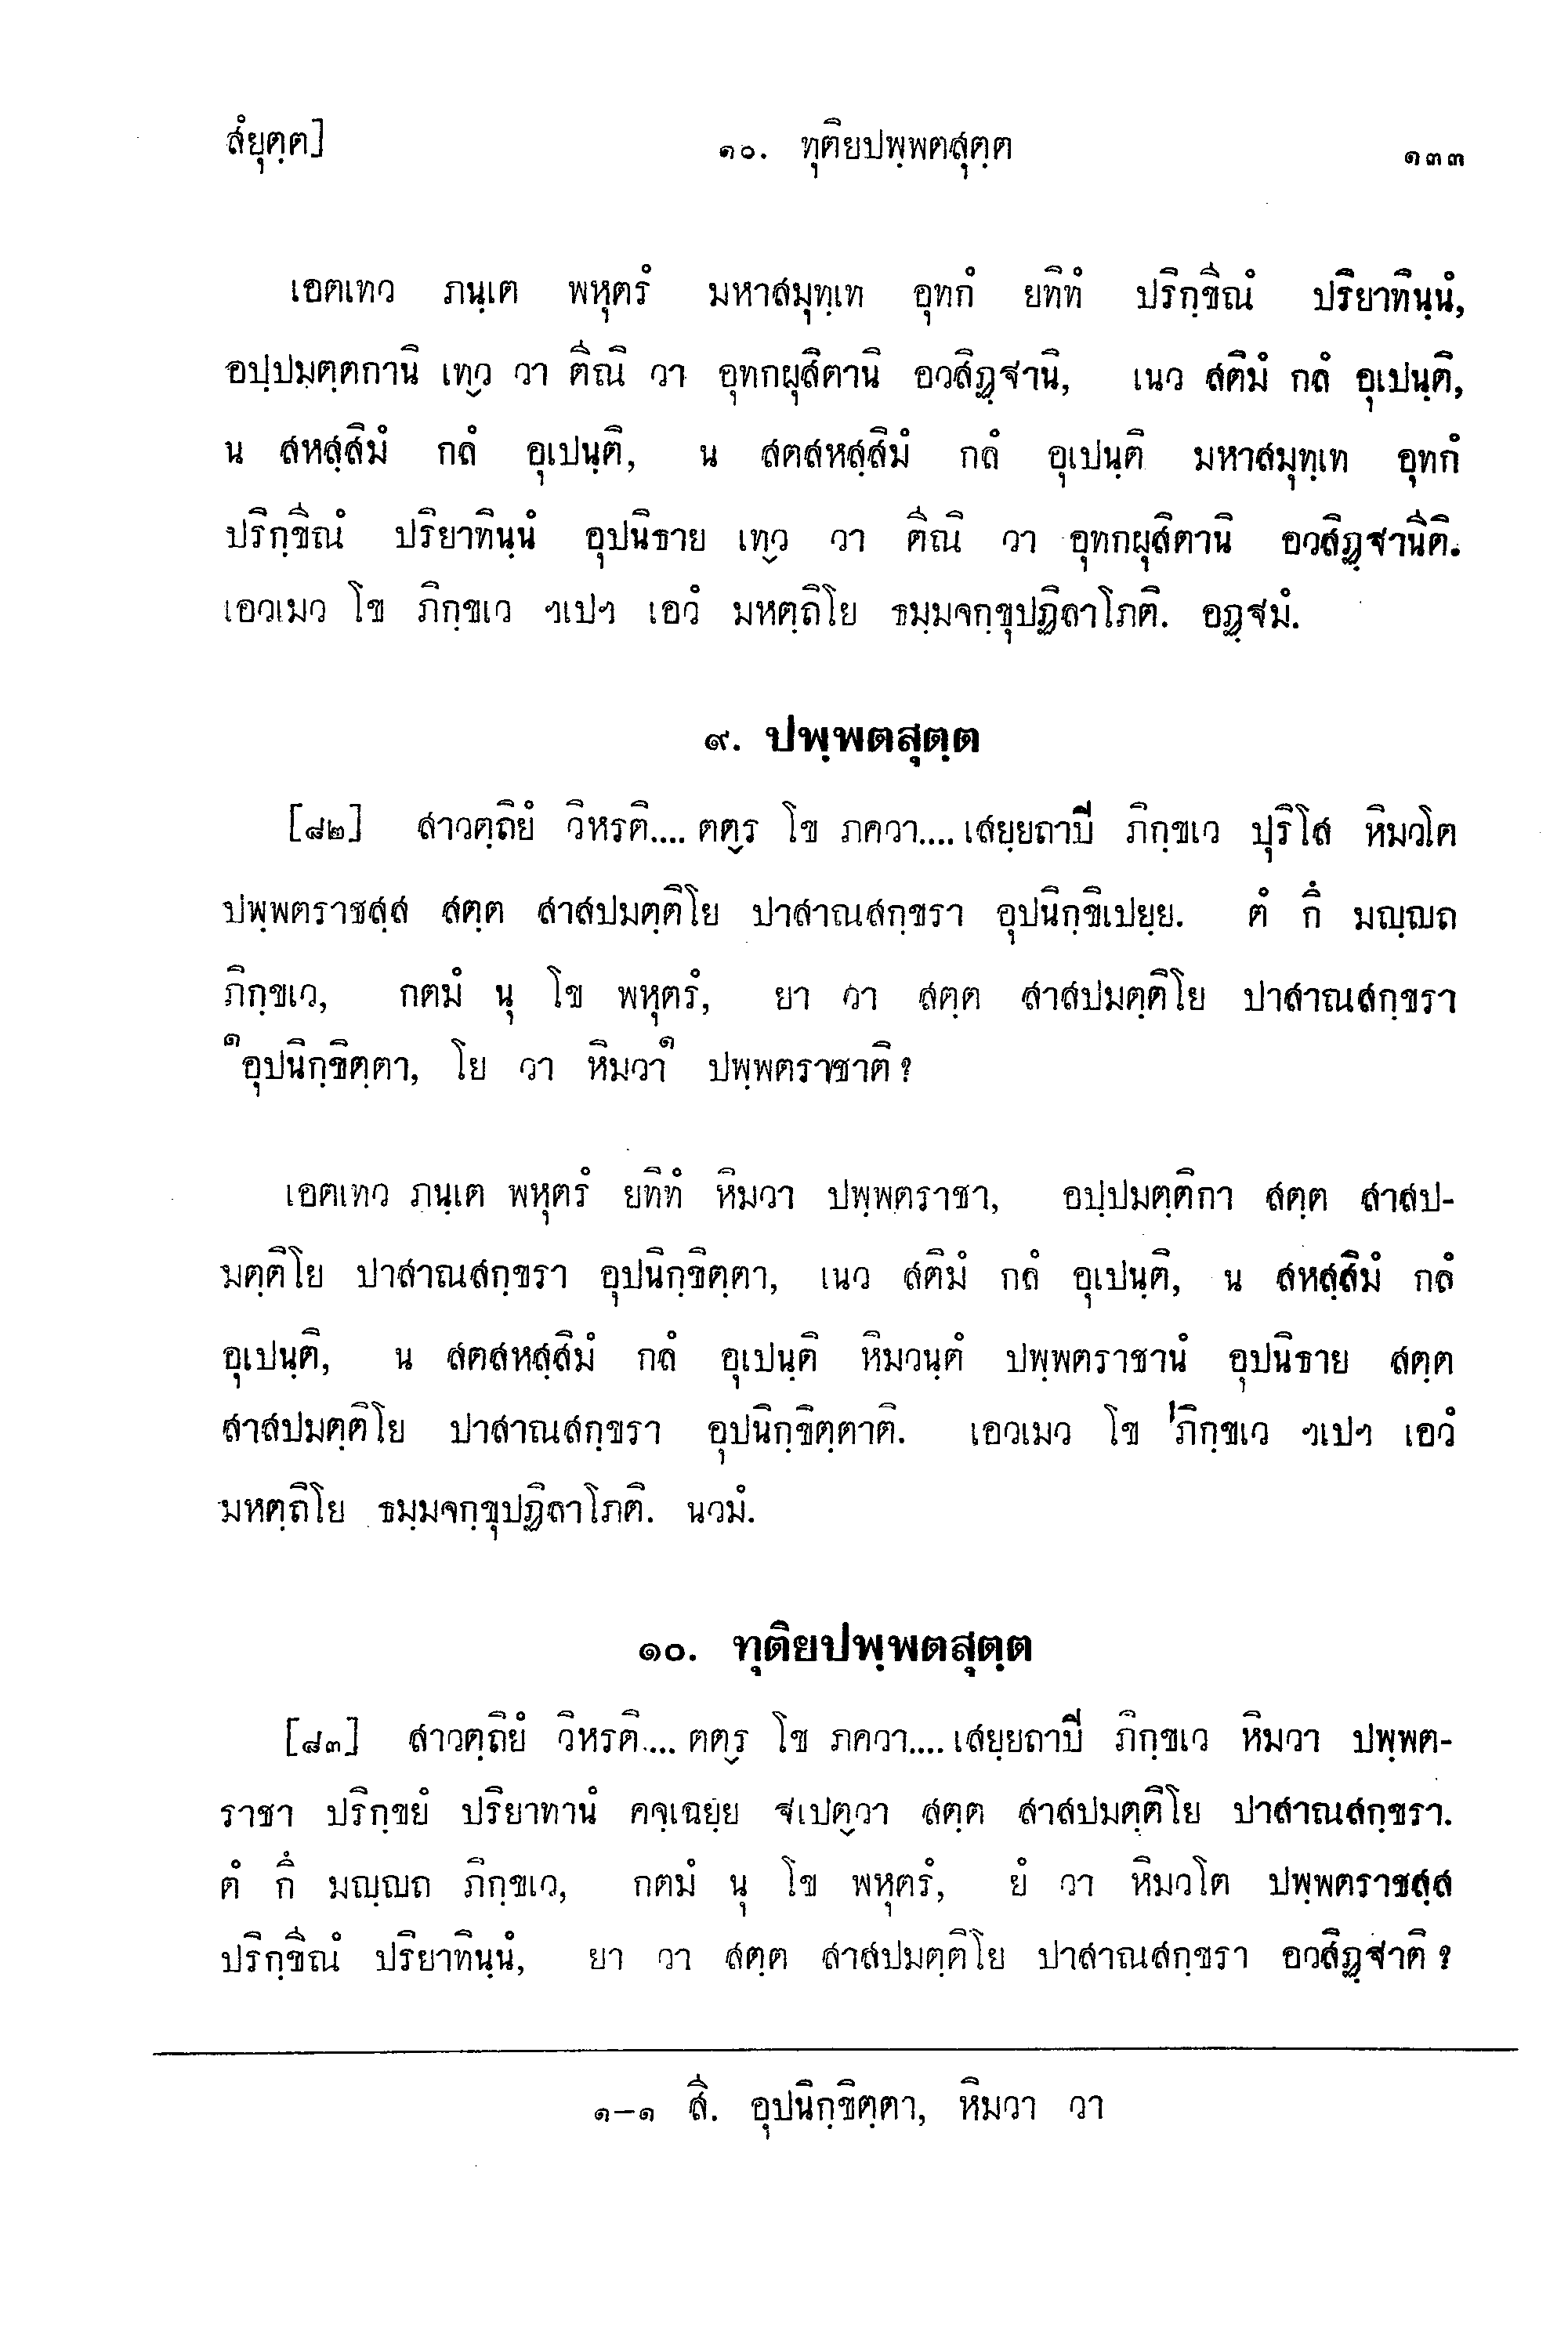 สํยุตฺต]
๑๐. ทุติยปพฺพตสุตฺต
๑๓๓
เอตเทว ภนฺเต พหุตรํ มหาสมุทฺเท อุทกํ ยทิทํ ปริกฺขีณํ ปริยาทินฺนํ,
อปฺปมตฺตกานิ เทฺว วา ตีณิ วา อุทกผุสิตานิ อวสิฏฺฐานิ, เนว สติมํ กลํ อุเปนฺติ,
น สหสฺสิมํ กลํ อุเปนฺติ, น สตสหสฺสิมํ กลํ อุเปนฺติ มหาสมุทฺเท อุทกํ
ปริกฺขีณํ ปริยาทินฺนํ อุปนิธาย เทฺว วา ตีณิ วา อุทกผุสิตานิ อวสิฏฺฐานีติ.
เอวเมว โข ภิกฺขเว ฯเปฯ เอวํ มหตฺถิโย ธมฺมจกฺขุปฏิลาโภติ. อฏฺฐมํ.
๙. ปพฺพตสุตฺต
[๘๒] สาวตฺถิยํ วิหรติ.... ตตฺร โข ภควา.... เสยฺยถาปี ภิกฺขเว ปุริโส หิมวโต
ปพฺพตราชสฺส สตฺต สาสปมตฺติโย ปาสาณสกฺขรา อุปนิกฺขิเปยฺย. ตํ กึ มญฺญถ
ภิกฺขเว, กตมํ นุ โข พหุตรํ, ยา วา สตฺต สาสปมตฺติโย ปาสาณสกฺขรา
๑อุปนิกฺขิตฺตา, โย วา หิมวา๑ ปพฺพตราชาติ ?
เอตเทว ภนฺเต พหุตรํ ยทิทํ หิมวา ปพฺพตราชา, อปฺปมตฺติกา สตฺต สาสป-
มตฺติโย ปาสาณสกฺขรา อุปนิกฺขิตฺตา, เนว สติมํ กลํ อุเปนฺติ, น สหสฺสิมํ กลํ
อุเปนฺติ, น สตสหสฺสิมํ กลํ อุเปนฺติ หิมวนฺตํ ปพฺพตราชานํ อุปนิธาย สตฺต
สาสปมตฺติโย ปาสาณสกฺขรา อุปนิกฺขิตฺตาติ. เอวเมว โข ภิกฺขเว ฯเปฯ เอวํ
มหตฺถิโย ธมฺมจกฺขุปฏิลาโภติ. นวมํ.
๑๐. ทุติยปพฺพตสุตฺต
[๘๓] สาวตฺถิยํ วิหรติ.... ตตฺร โข ภควา.... เสยฺยถาปี ภิกฺขเว หิมวา ปพฺพต-
ราชา ปริกฺขยํ ปริยาทานํ คจฺเฉยฺย ฐเปตฺวา สตฺต สาสปมตฺติโย ปาสาณสกฺขรา.
ตํ กึ มญฺญถ ภิกฺขเว, กตมํ นุ โข พหุตรํ, ยํ วา หิมวโต ปพฺพตราชสฺส
ปริกฺขีณํ ปริยาทินฺนํ, ยา วา สตฺต สาสปมตฺติโย ปาสาณสกฺขรา อวสิฏฺฐาติ ?
๑-๑ สี. อุปนิกฺขิตฺตา, หิมวา วา